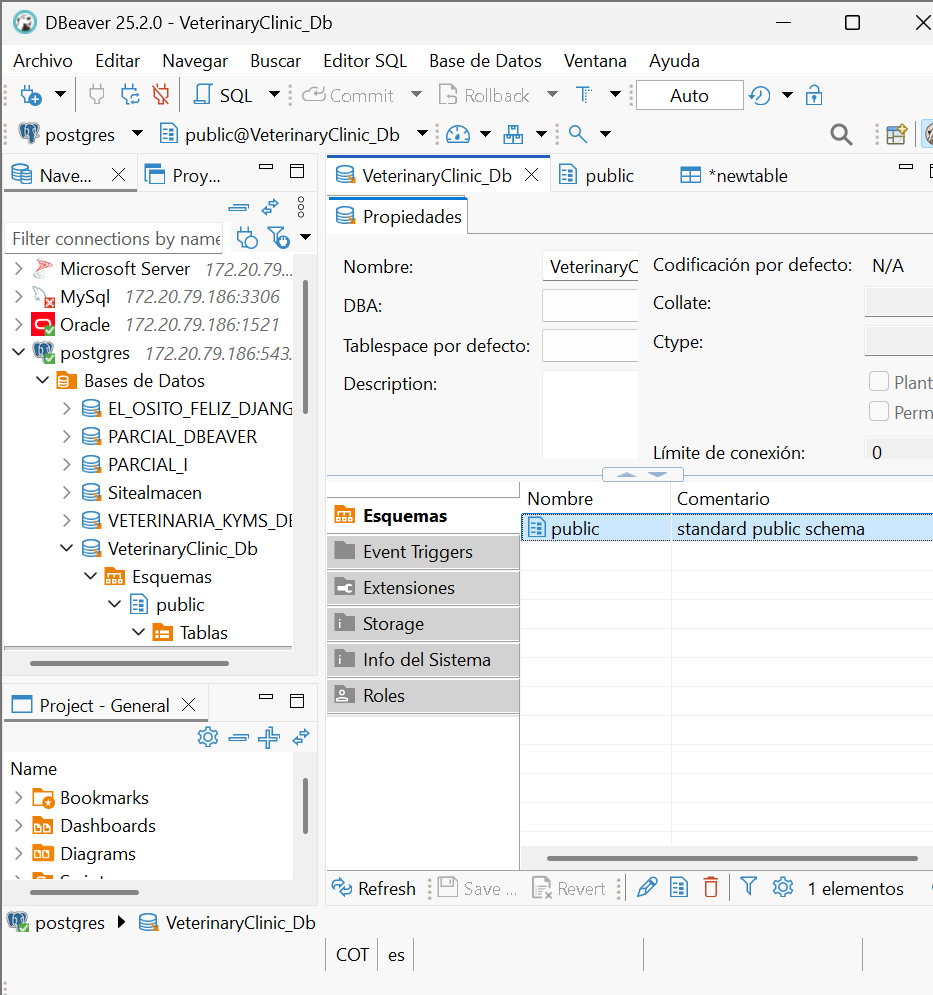 DBeaver 25.2.0 - VeterinaryClinic_Db
Archivo Editar Navegar Buscar Editor SQL Base de Datos Ventana Ayuda
SQL Commit Rollback T Auto
postgres public@VeterinaryClinic_Db
Nave... Proy...
Filter connections by name
Microsoft Server 172.20.79...
MySql 172.20.79.186:3306
Oracle 172.20.79.186:1521
postgres 172.20.79.186:543.
Bases de Datos
EL_OSITO_FELIZ_DJANG
PARCIAL_DBEAVER
PARCIAL_I
Sitealmacen
VETERINARIA_KYMS_DE
VeterinaryClinic_Db
Esquemas
public
Tablas
VeterinaryClinic_Db public *newtable
Propiedades
Nombre: VeterinaryC Codificación por defecto: N/A
DBA: Collate:
Tablespace por defecto: Ctype:
Description: Plant
Perm
Límite de conexión: 0
Esquemas
Event Triggers
Extensiones
Storage
Info del Sistema
Roles
Nombre Comentario
public standard public schema
Project - General
Name
Bookmarks
Dashboards
Diagrams
Refresh Save ... Revert 1 elementos
postgres VeterinaryClinic_Db
COT es